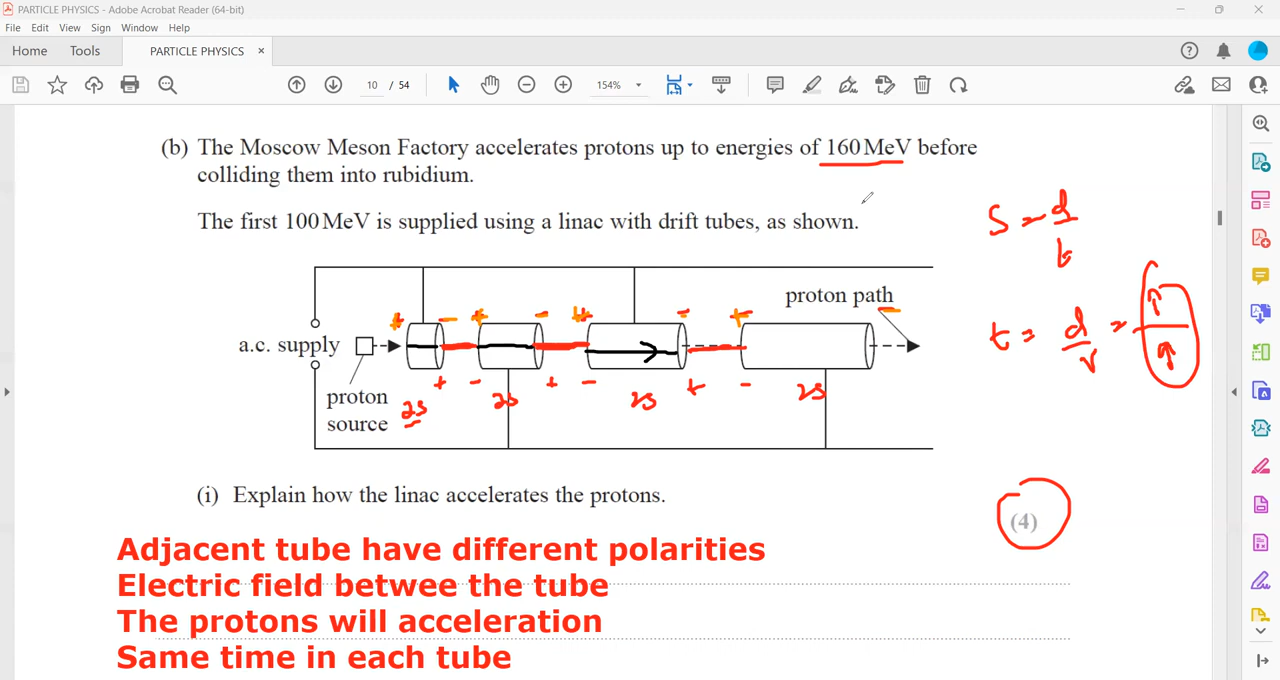 PARTICLE PHYSICS - Adobe Acrobat Reader (64-bit)
File Edit View Sign Window Help
Home Tools PARTICLE PHYSICS ×
10 / 54 154%
(b) The Moscow Meson Factory accelerates protons up to energies of 160 MeV before
colliding them into rubidium.
The first 100 MeV is supplied using a linac with drift tubes, as shown.
S = d/t
proton path
a.c. supply
t = d/v = ↑/↑
+ - + - + - + -
+ - + - + -
proton
source
2s 2s 2s 2s
(i) Explain how the linac accelerates the protons.
(4)
Adjacent tube have different polarities
Electric field betwee the tube
The protons will acceleration
Same time in each tube